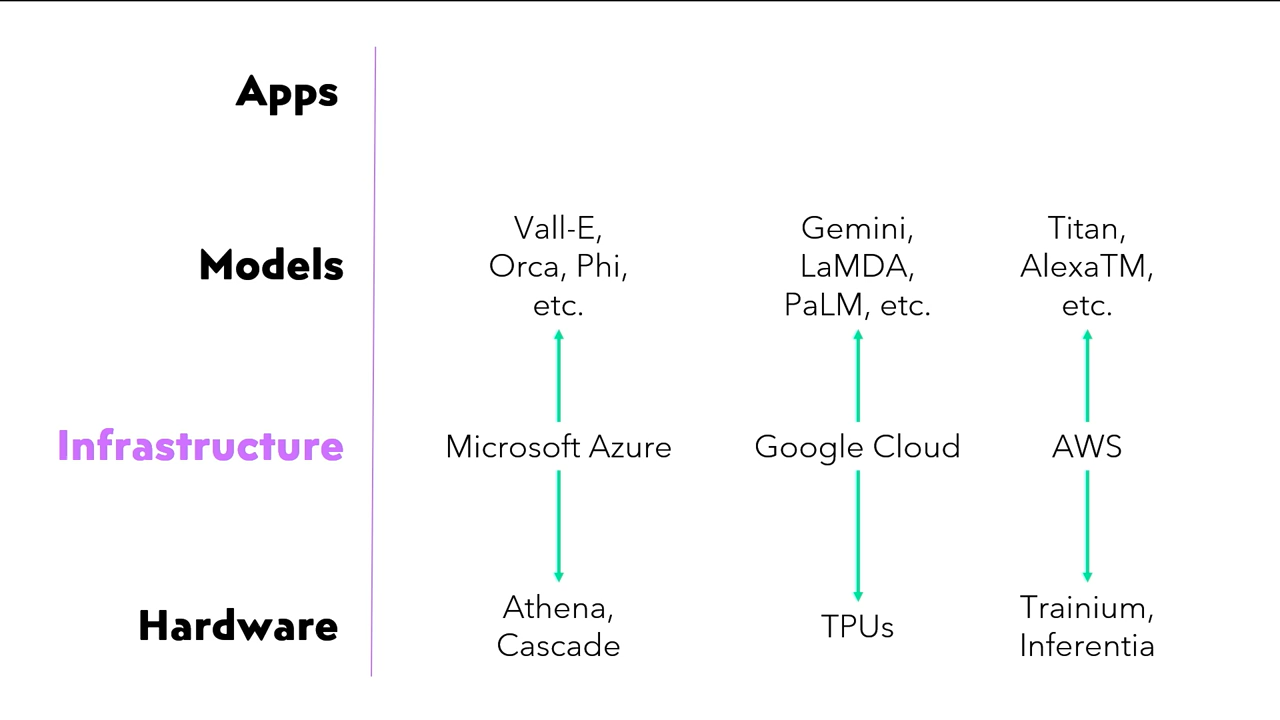 Apps
Models
Vall-E,
Orca, Phi,
etc.
Gemini,
LaMDA,
PaLM, etc.
Titan,
AlexaTM,
etc.
Infrastructure
Microsoft Azure
Google Cloud
AWS
Hardware
Athena,
Cascade
TPUs
Trainium,
Inferentia